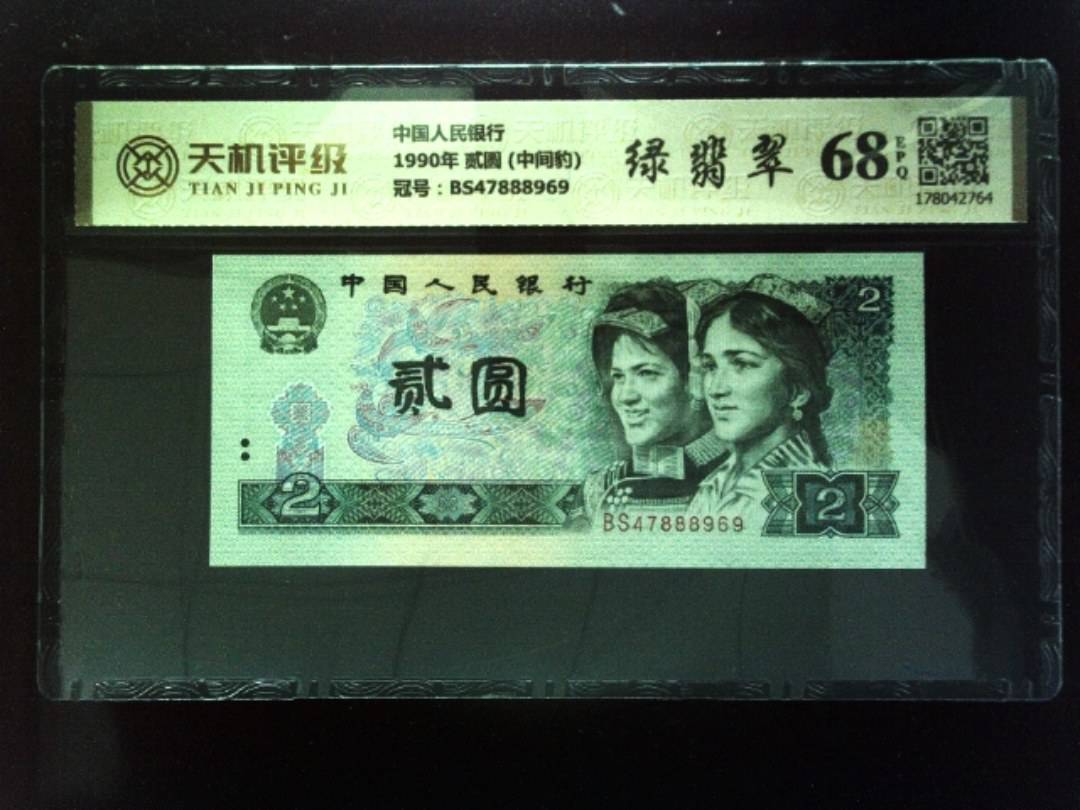 天机评级
TIAN JI PING JI
中国人民银行
1990年 贰圆 (中间豹)
冠号：BS47888969
绿翡翠
68
EPQ
178042764
中国人民银行
2
贰圆
2
BS47888969
2